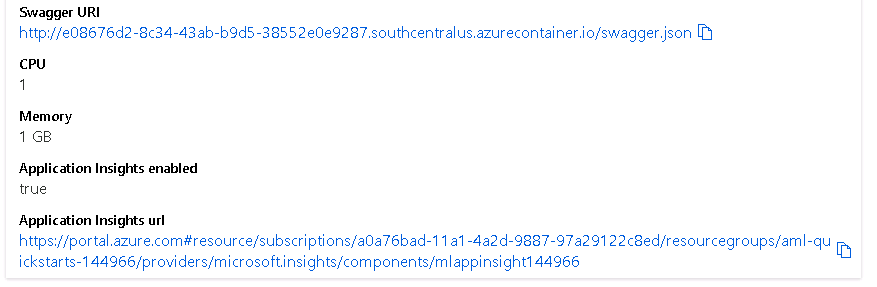 Swagger URI
http://e08676d2-8c34-43ab-b9d5-38552e0e9287.southcentralus.azurecontainer.io/swagger.json
CPU
1
Memory
1 GB
Application Insights enabled
true
Application Insights url
https://portal.azure.com#resource/subscriptions/a0a76bad-11a1-4a2d-9887-97a29122c8ed/resourcegroups/aml-qu
ickstarts-144966/providers/microsoft.insights/components/mlappinsight144966